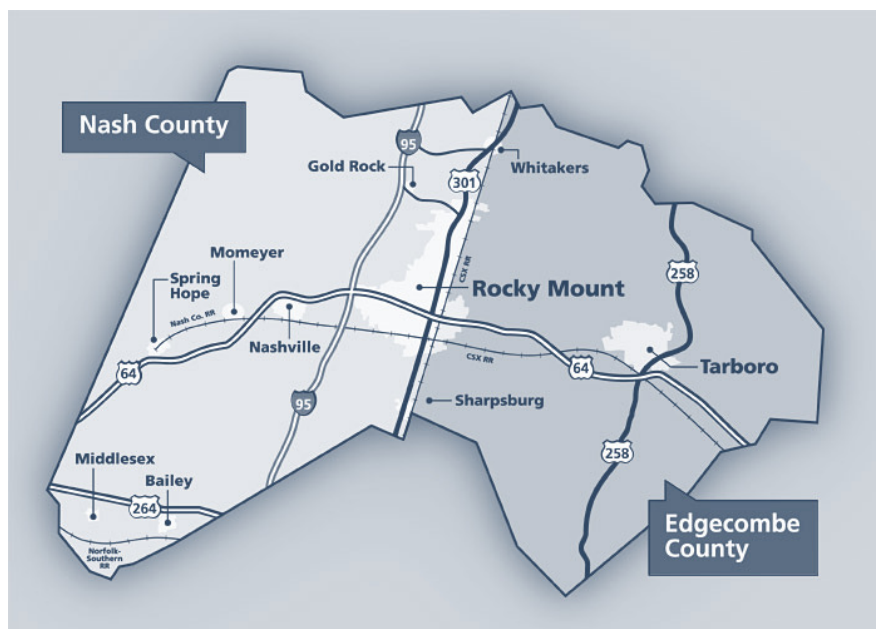 Nash County
95
Gold Rock
301
Whitakers
Momeyer
Spring
Hope
CSX RR
258
Rocky Mount
Nash Co. RR
Nashville
CSX RR
64
64
Tarboro
95
Sharpsburg
258
Middlesex
Bailey
264
Edgecombe
County
Norfolk-
Southern
RR